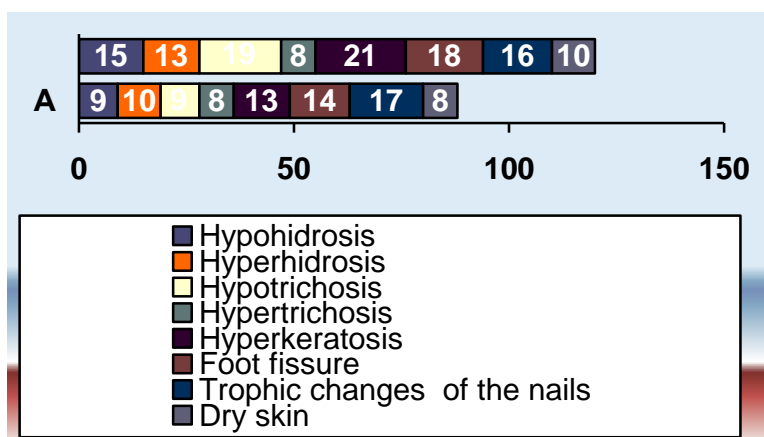 15 13 19 8 21 18 16 10
A 9 10 9 8 13 14 17 8
0 50 100 150
Hypohidrosis
Hyperhidrosis
Hypotrichosis
Hypertrichosis
Hyperkeratosis
Foot fissure
Trophic changes of the nails
Dry skin